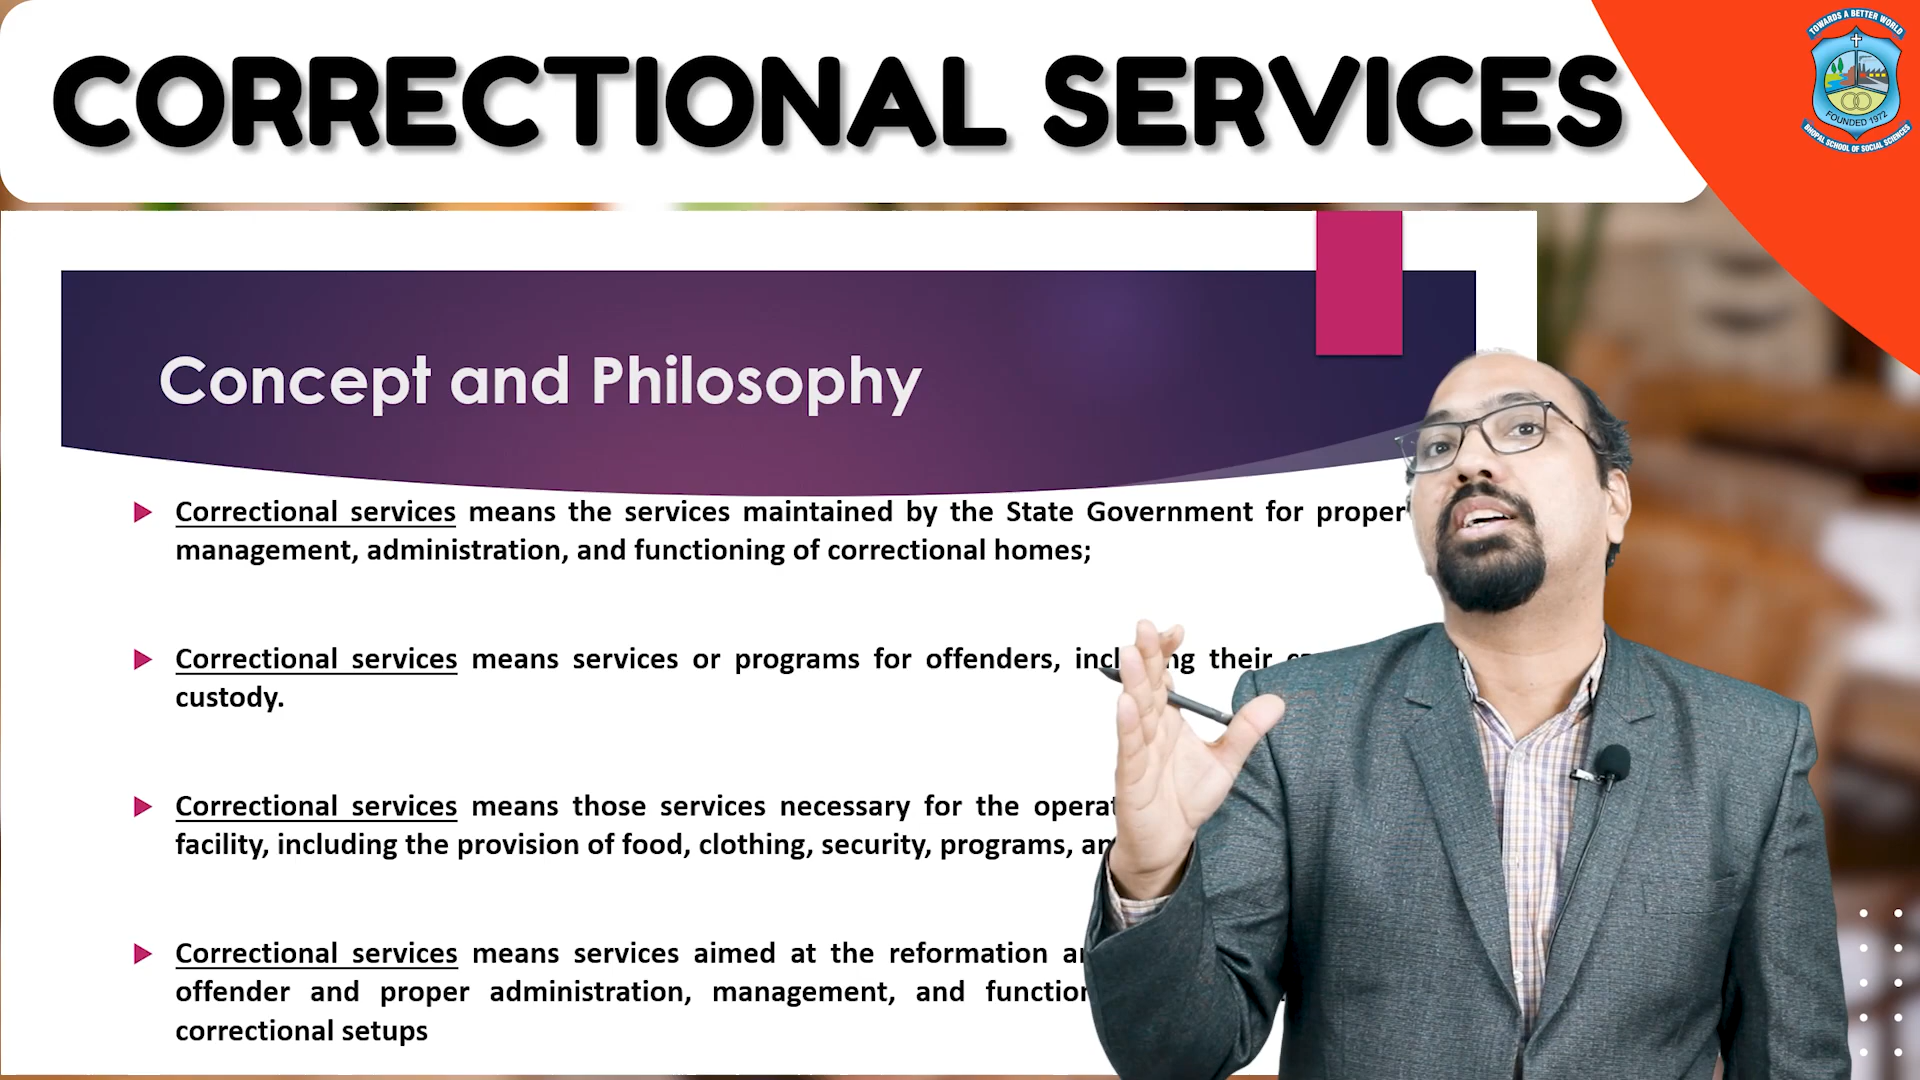 CORRECTIONAL SERVICES
TOWARDS A BETTER WORLD
FOUNDED 1972
BHOPAL SCHOOL OF SOCIAL SCIENCES
Concept and Philosophy
Correctional services means the services maintained by the State Government for proper
management, administration, and functioning of correctional homes;
Correctional services means services or programs for offenders, their
custody.
Correctional services means those services necessary for the
facility, including the provision of food, clothing, security, programs,
Correctional services means services aimed at the reformation
offender and proper administration, management, and
correctional setups